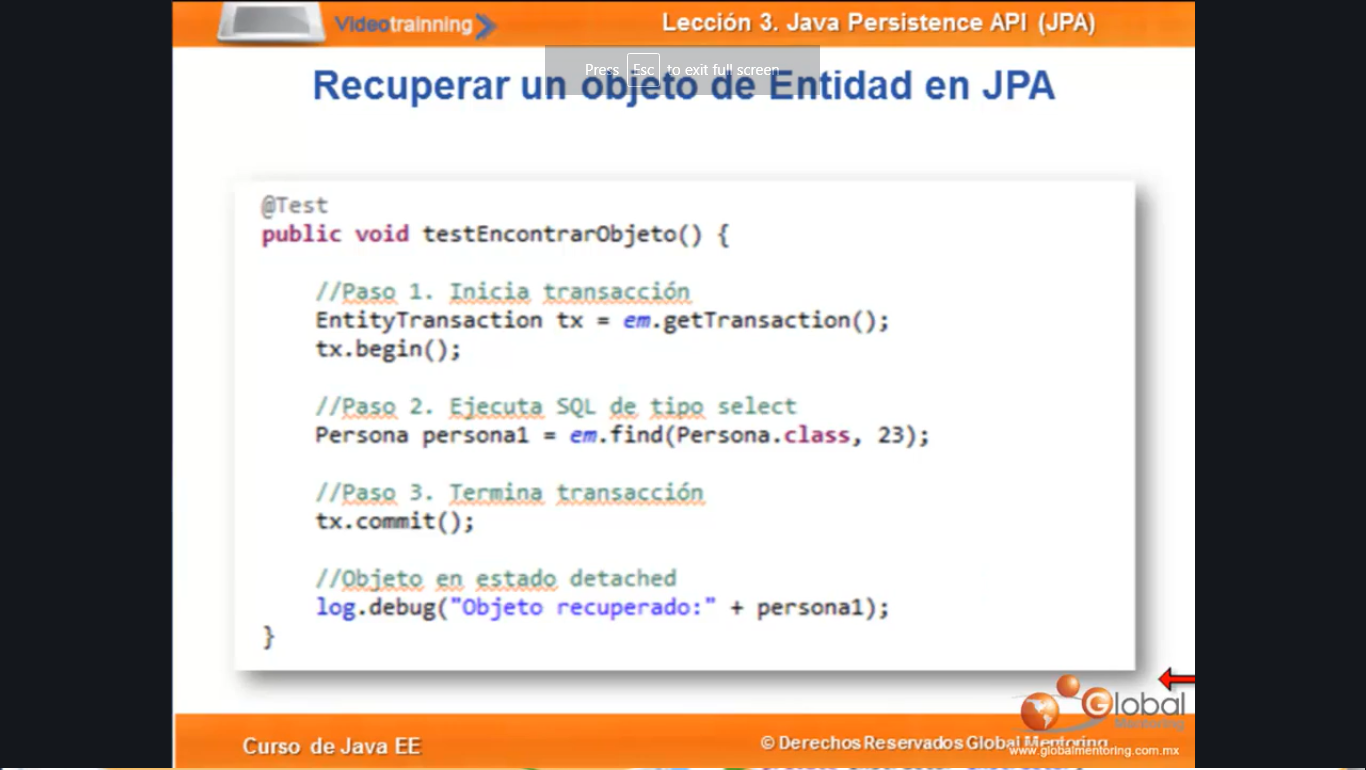 Videotrainning
Lección 3. Java Persistence API (JPA)
Press Esc to exit full screen
Recuperar un objeto de Entidad en JPA
@Test
public void testEncontrarObjeto() {
//Paso 1. Inicia transacción
EntityTransaction tx = em.getTransaction();
tx.begin();
//Paso 2. Ejecuta SQL de tipo select
Persona persona1 = em.find(Persona.class, 23);
//Paso 3. Termina transacción
tx.commit();
//Objeto en estado detached
log.debug("Objeto recuperado:" + persona1);
}
Global
Mentoring
Curso de Java EE
© Derechos Reservados Global Mentoring
www.globalmentoring.com.mx